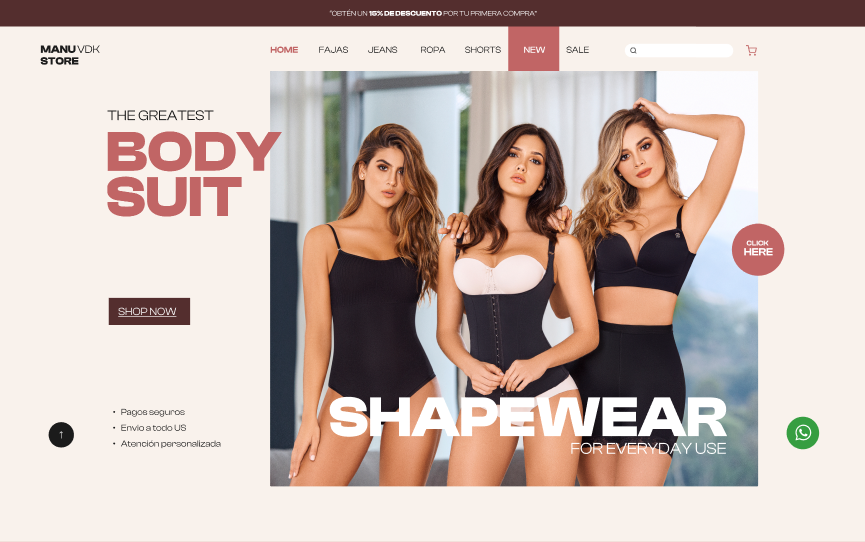 "OBTÉN UN 15% DE DESCUENTO POR TU PRIMERA COMPRA"
MANU VDK
STORE
HOME FAJAS JEANS ROPA SHORTS NEW SALE
THE GREATEST
BODY
SUIT
CLICK
HERE
SHOP NOW
SHAPEWEAR
FOR EVERYDAY USE
• Pagos seguros
• Envio a todo US
• Atención personalizada